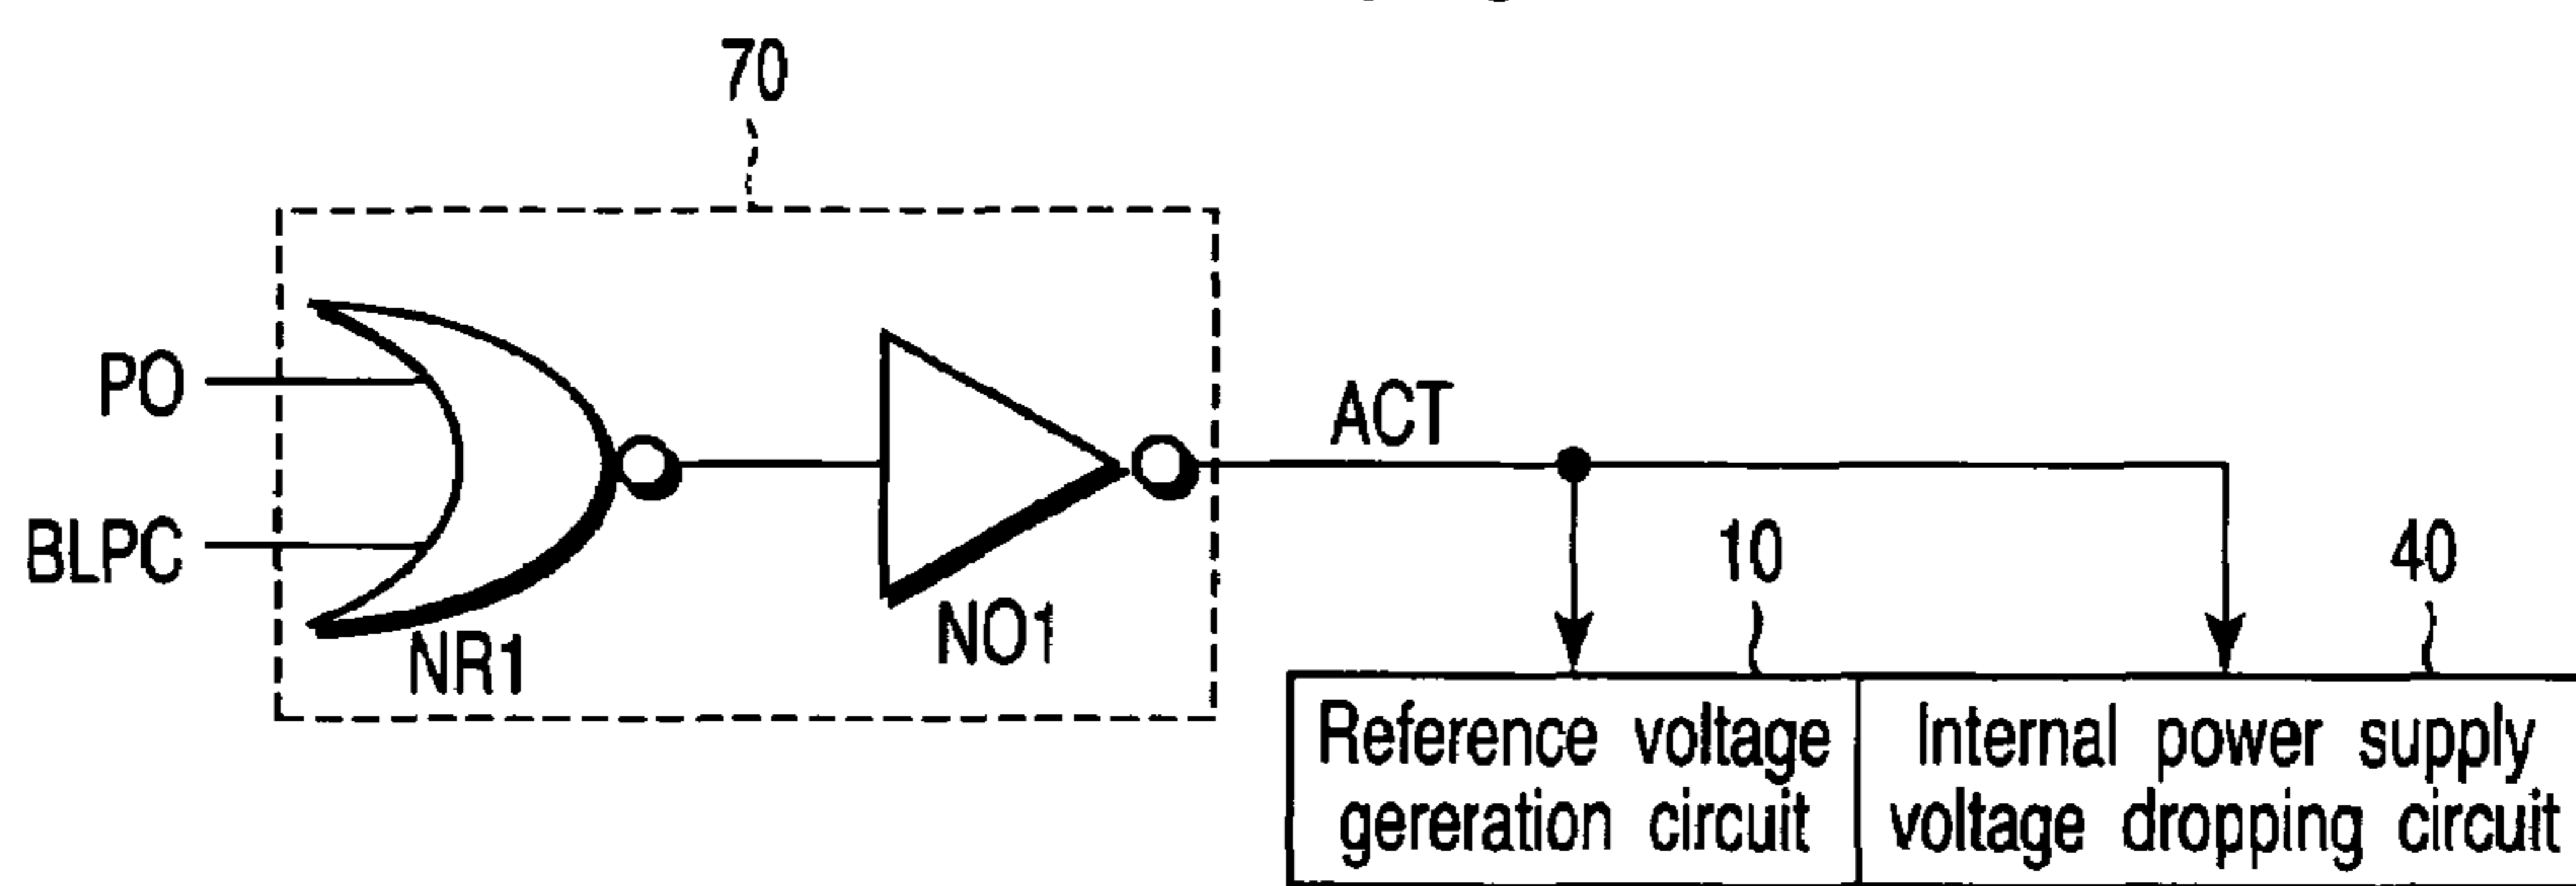 70
PO
BLPC
NR1
NO1
ACT
10
40
Reference voltage
gereration circuit
Internal power supply
voltage dropping circuit